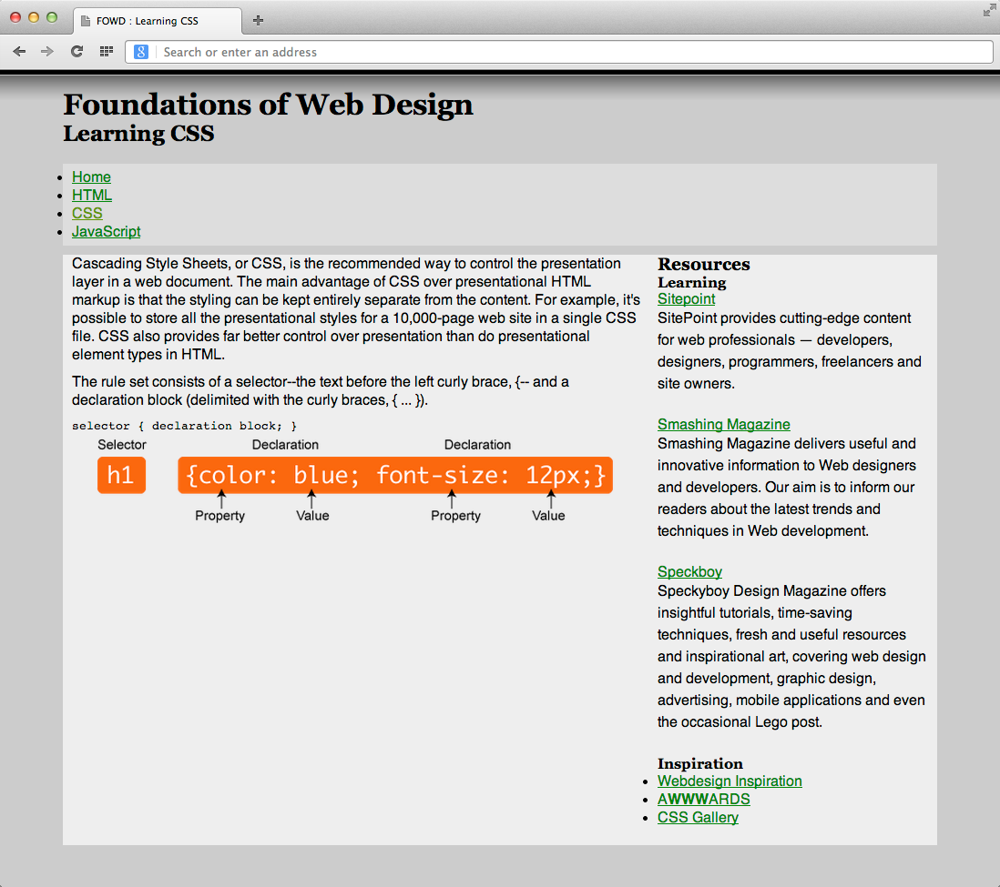 FOWD : Learning CSS
Search or enter an address
Foundations of Web Design
Learning CSS
Home
HTML
CSS
JavaScript
Cascading Style Sheets, or CSS, is the recommended way to control the presentation
layer in a web document. The main advantage of CSS over presentational HTML
markup is that the styling can be kept entirely separate from the content. For example, it's
possible to store all the presentational styles for a 10,000-page web site in a single CSS
file. CSS also provides far better control over presentation than do presentational
element types in HTML.
The rule set consists of a selector--the text before the left curly brace, {-- and a
declaration block (delimited with the curly braces, { ... }).
selector { declaration block; }
Selector Declaration Declaration
h1 {color: blue; font-size: 12px;}
Property Value Property Value
Resources
Learning
Sitepoint
SitePoint provides cutting-edge content
for web professionals — developers,
designers, programmers, freelancers and
site owners.
Smashing Magazine
Smashing Magazine delivers useful and
innovative information to Web designers
and developers. Our aim is to inform our
readers about the latest trends and
techniques in Web development.
Speckboy
Speckyboy Design Magazine offers
insightful tutorials, time-saving
techniques, fresh and useful resources
and inspirational art, covering web design
and development, graphic design,
advertising, mobile applications and even
the occasional Lego post.
Inspiration
Webdesign Inspiration
AWWWARDS
CSS Gallery